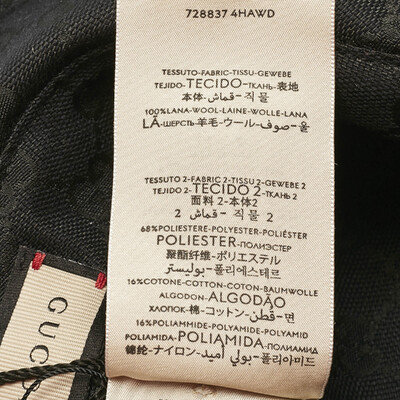 728837 4HAWD
TESSUTO-FABRIC-TISSU-GEWEBE
TEJIDO-TECIDO-ТКАНЬ-表地
本体-قماش-직물
100%LANA-WOOL-LAINE-WOLLE-LANA
LÃ-ШЕРСТЬ-羊毛-ウール-صوف-울
TESSUTO 2-FABRIC 2-TISSU 2-GEWEBE 2
TEJIDO 2-TECIDO 2-ТКАНЬ 2
面料 2-本体2
2 قماش-직물 2
68%POLIESTERE-POLYESTER-POLIÉSTER
POLIESTER-ПОЛИЭСТЕР
聚酯纤维-ポリエステル
بوليستر-폴리에스테르
16%COTONE-COTTON-COTON-BAUMWOLLE
ALGODON-ALGODÃO
ХЛОПОК-棉-コットン-قطن-면
16%POLIAMMIDE-POLYAMIDE-POLYAMID
POLIAMIDA-POLIAMIDA-ПОЛИАМИД
锦纶-ナイロン-بولي أميد-폴리아미드
GUCC